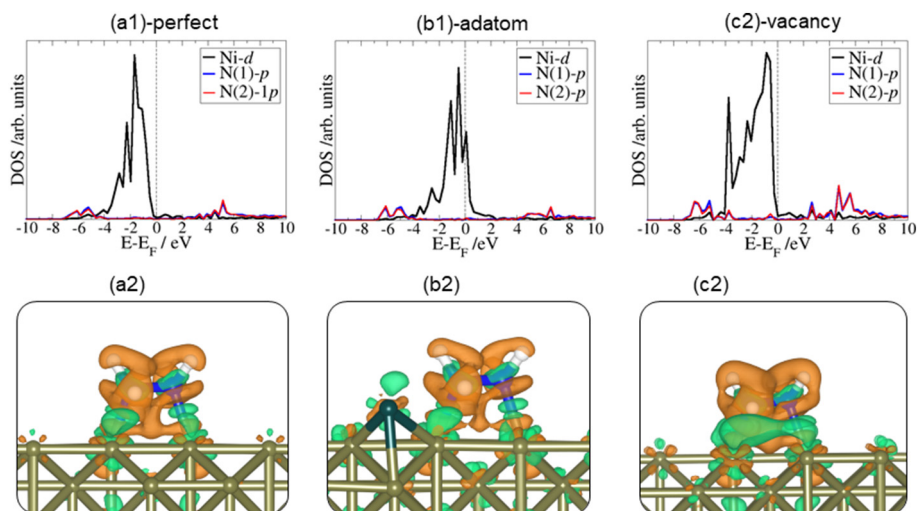 (a1)-perfect
(b1)-adatom
(c2)-vacancy
DOS /arb. units
Ni-d
N(1)-p
N(2)-1p
-10 -8 -6 -4 -2 0 2 4 6 8 10
E-EF /eV
DOS /arb. units
Ni-d
N(1)-p
N(2)-p
-10 -8 -6 -4 -2 0 2 4 6 8 10
E-EF /eV
DOS /arb. units
Ni-d
N(1)-p
N(2)-p
-10 -8 -6 -4 -2 0 2 4 6 8 10
E-EF / eV
(a2)
(b2)
(c2)